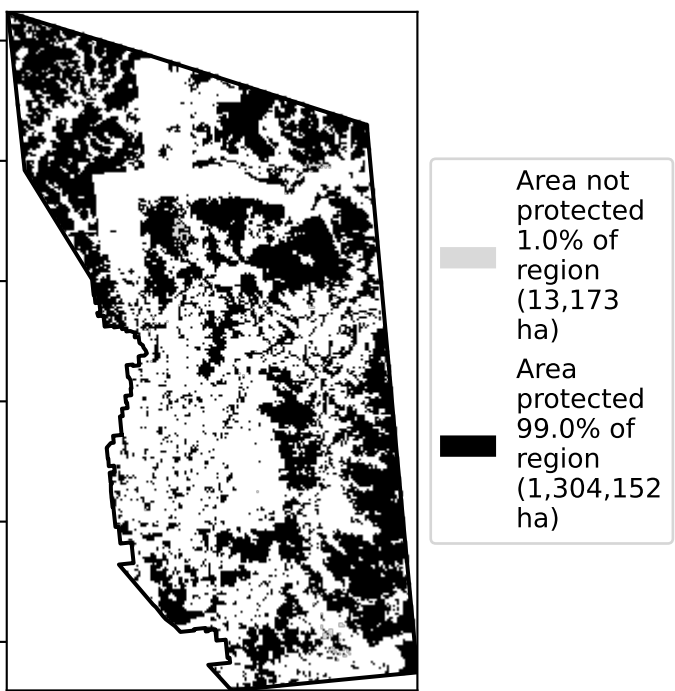 Area not
protected
1.0% of
region
(13,173
ha)
Area
protected
99.0% of
region
(1,304,152
ha)